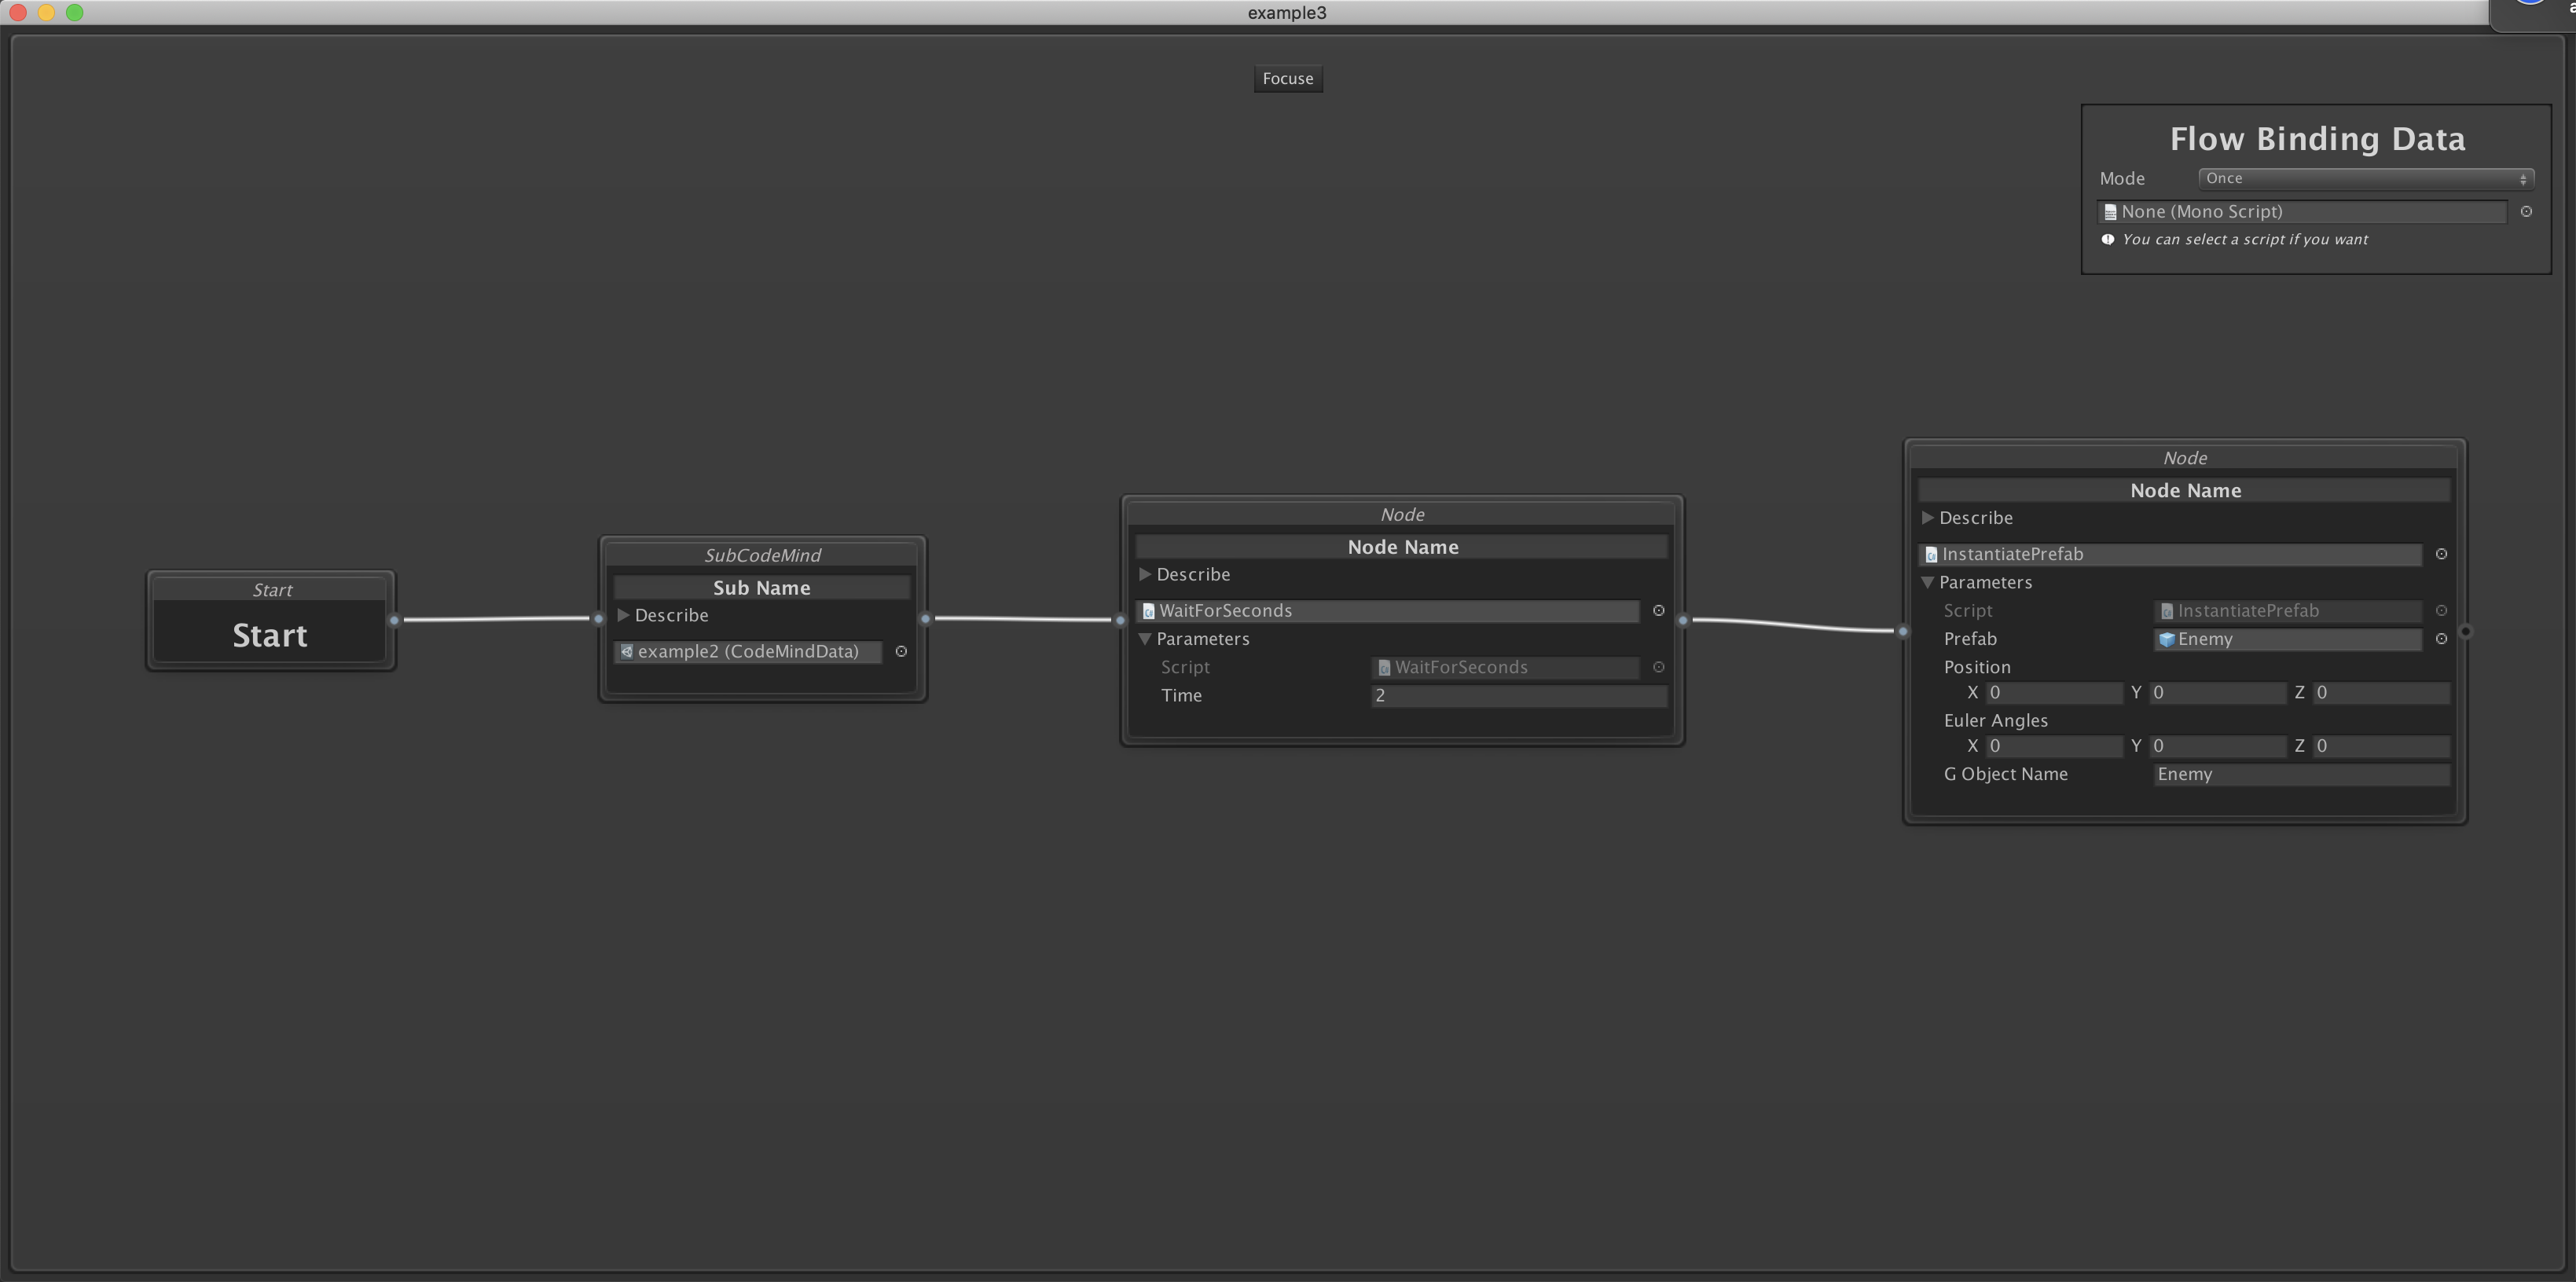 example3
Focuse
Flow Binding Data
Mode Once
None (Mono Script)
You can select a script if you want
Start
Start
SubCodeMind
Sub Name
Describe
example2 (CodeMindData)
Node
Node Name
Describe
WaitForSeconds
Parameters
Script WaitForSeconds
Time 2
Node
Node Name
Describe
InstantiatePrefab
Parameters
Script InstantiatePrefab
Prefab Enemy
Position
X 0 Y 0 Z 0
Euler Angles
X 0 Y 0 Z 0
G Object Name Enemy